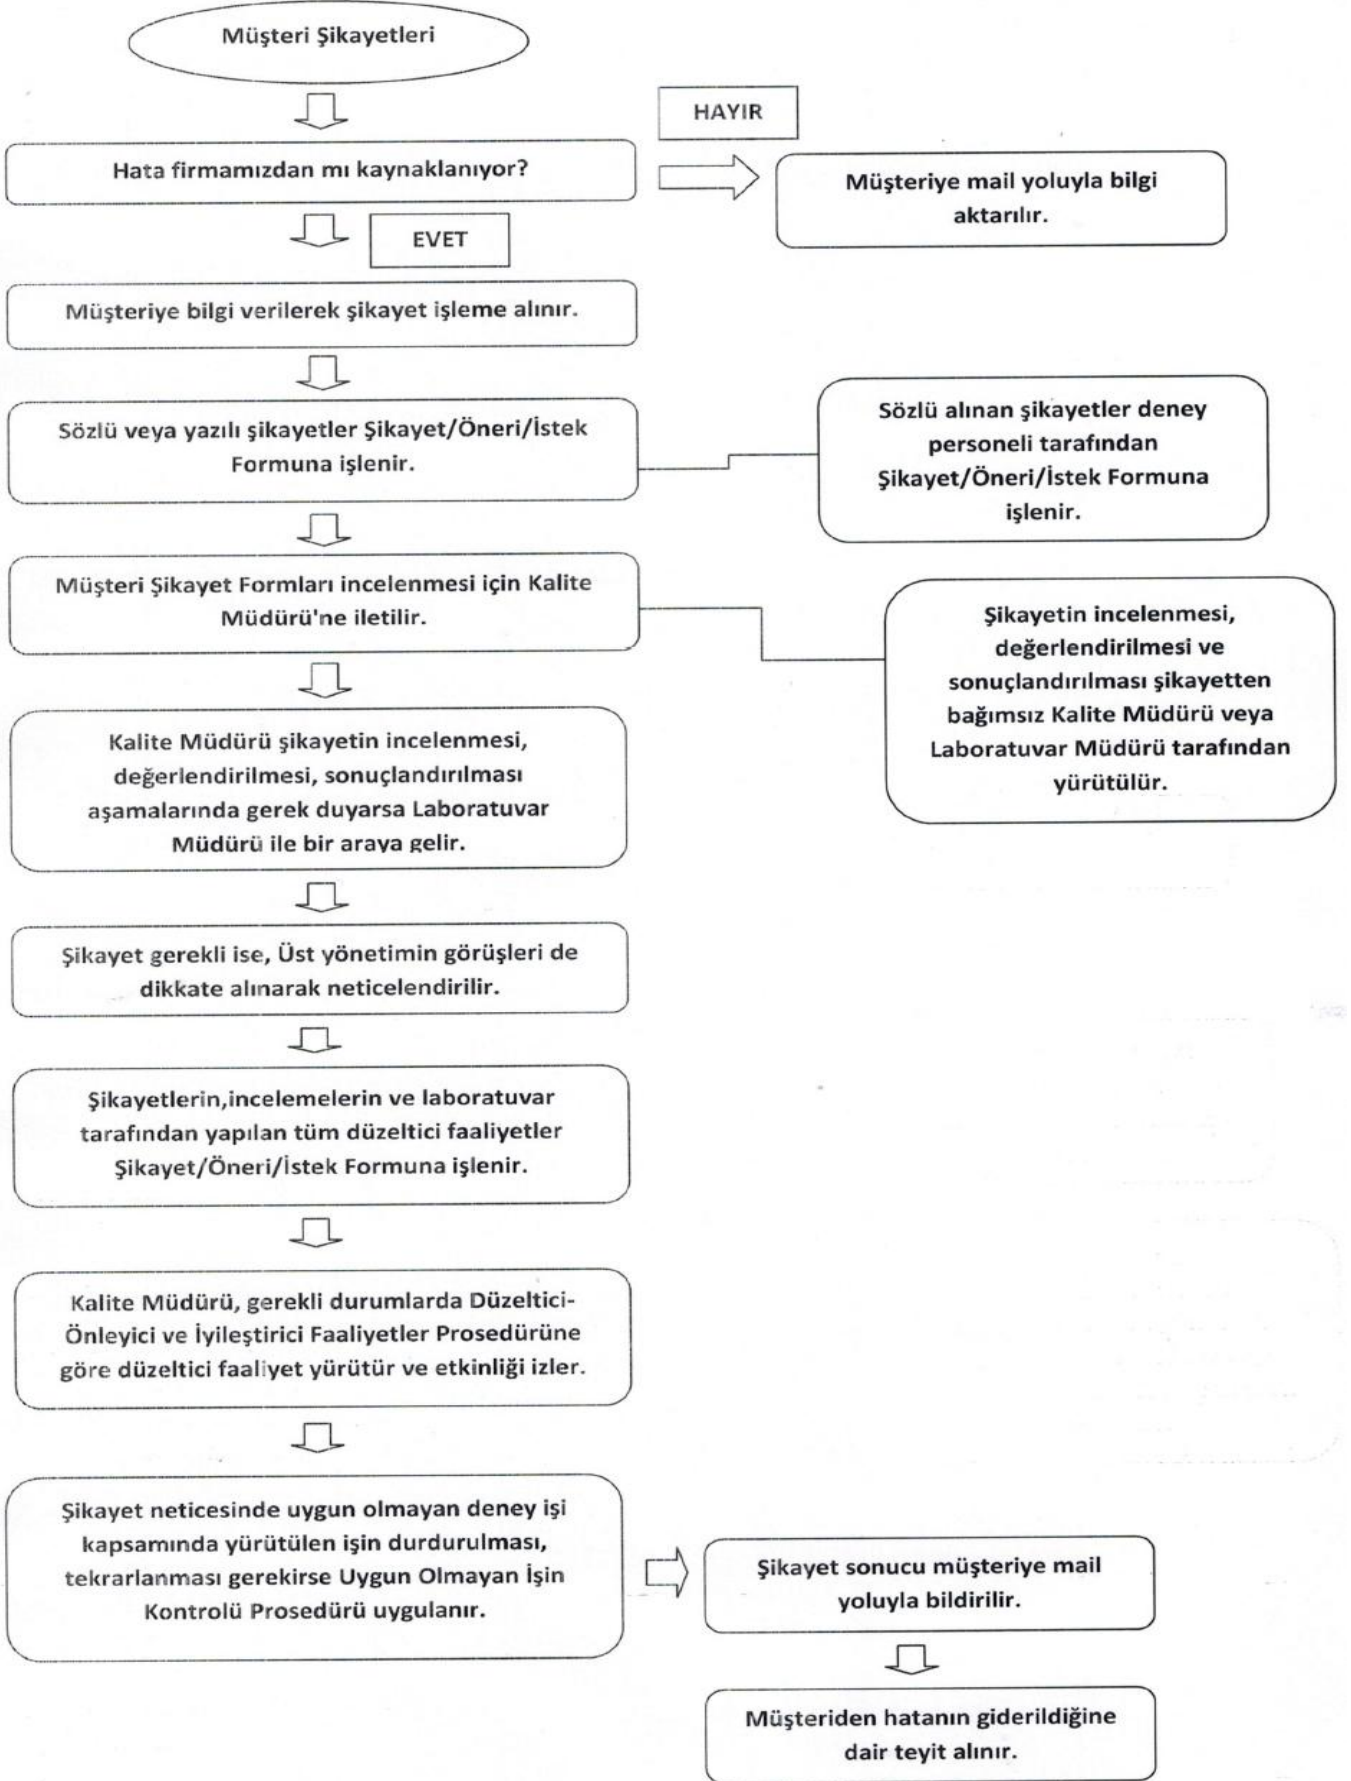 Müşteri Şikayetleri
HAYIR
Hata firmamızdan mı kaynaklanıyor?
Müşteriye mail yoluyla bilgi
aktarılır.
EVET
Müşteriye bilgi verilerek şikayet işleme alınır.
Sözlü veya yazılı şikayetler Şikayet/Öneri/İstek
Formuna işlenir.
Sözlü alınan şikayetler deney
personeli tarafından
Şikayet/Öneri/İstek Formuna
işlenir.
Müşteri Şikayet Formları incelenmesi için Kalite
Müdürü'ne iletilir.
Şikayetin incelenmesi,
değerlendirilmesi ve
sonuçlandırılması şikayetten
bağımsız Kalite Müdürü veya
Laboratuvar Müdürü tarafından
yürütülür.
Kalite Müdürü şikayetin incelenmesi,
değerlendirilmesi, sonuçlandırılması
aşamalarında gerek duyarsa Laboratuvar
Müdürü ile bir araya gelir.
Şikayet gerekli ise, Üst yönetimin görüşleri de
dikkate alınarak neticelendirilir.
Şikayetlerin,incelemelerin ve laboratuvar
tarafından yapılan tüm düzeltici faaliyetler
Şikayet/Öneri/İstek Formuna işlenir.
Kalite Müdürü, gerekli durumlarda Düzeltici-
Önleyici ve İyileştirici Faaliyetler Prosedürüne
göre düzeltici faaliyet yürütür ve etkinliği izler.
Şikayet neticesinde uygun olmayan deney işi
kapsamında yürütülen işin durdurulması,
tekrarlanması gerekirse Uygun Olmayan İşin
Kontrolü Prosedürü uygulanır.
Şikayet sonucu müşteriye mail
yoluyla bildirilir.
Müşteriden hatanın giderildiğine
dair teyit alınır.